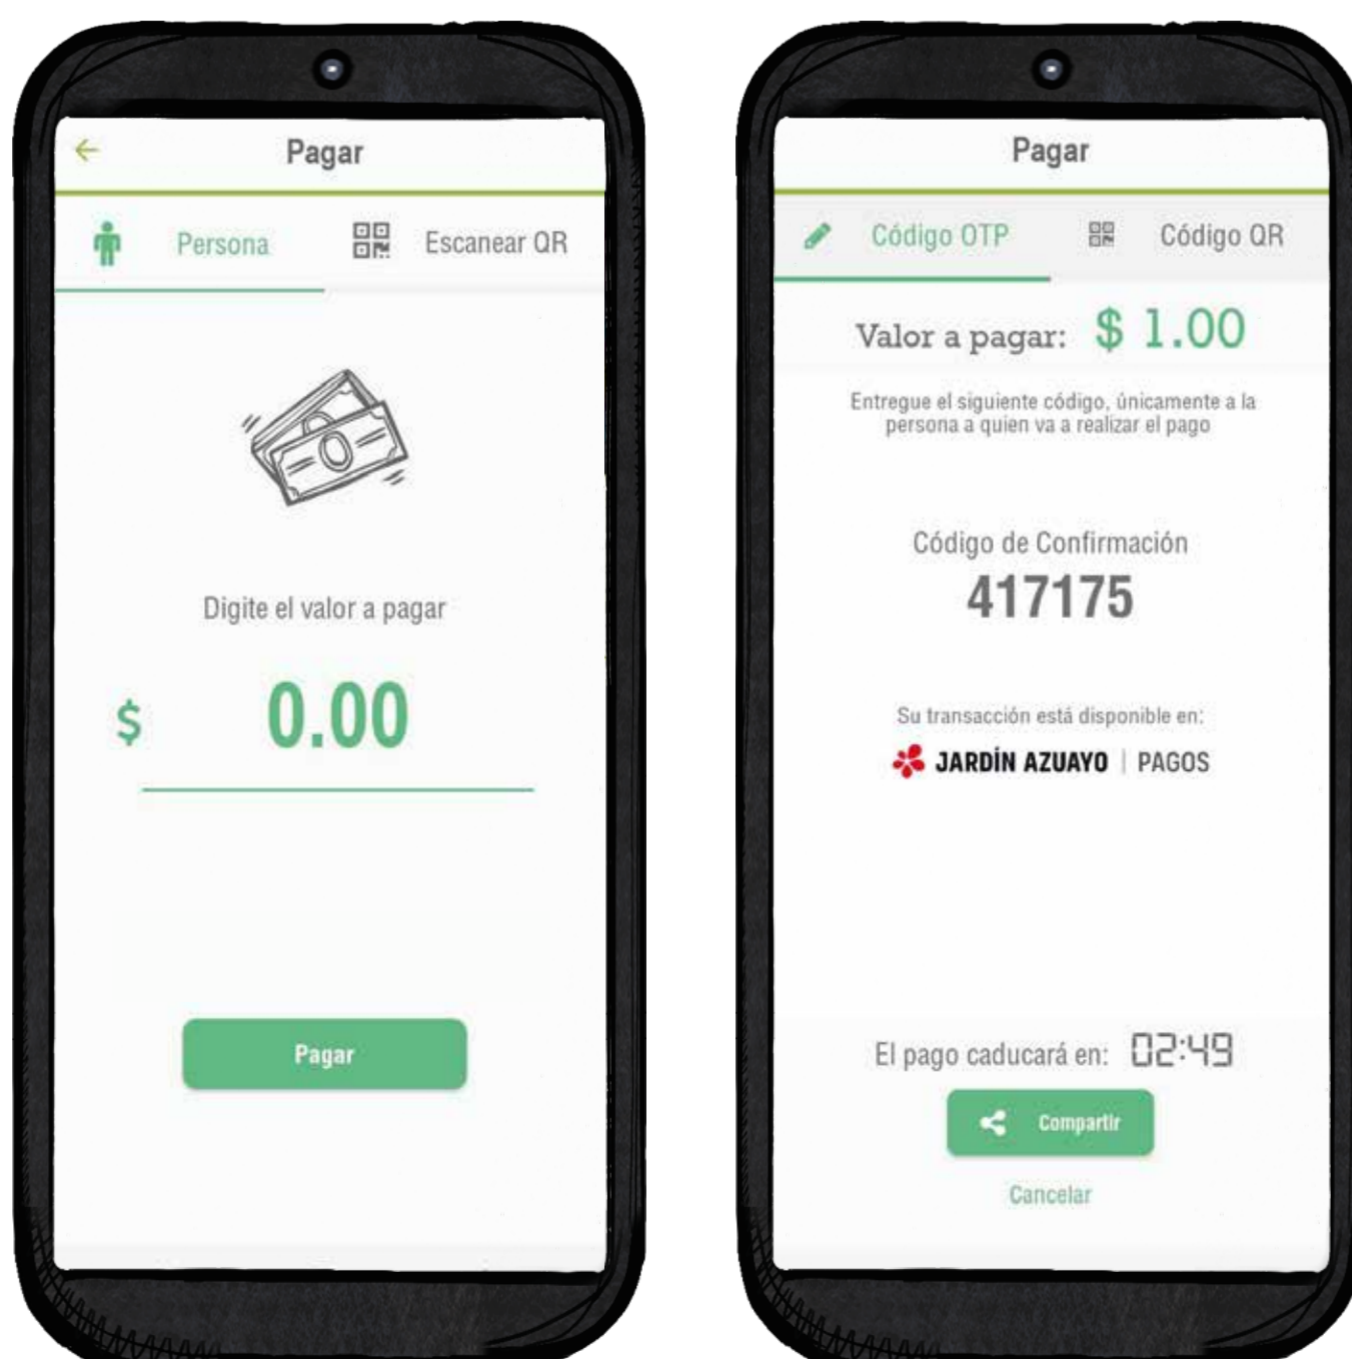 Pagar
Persona
Escanear QR
Digite el valor a pagar
$ 0.00
Pagar
Pagar
Código OTP
Código QR
Valor a pagar: $ 1.00
Entregue el siguiente código, únicamente a la
persona a quien va a realizar el pago
Código de Confirmación
417175
Su transacción está disponible en:
JARDÍN AZUAYO | PAGOS
El pago caducará en: 02:49
Compartir
Cancelar